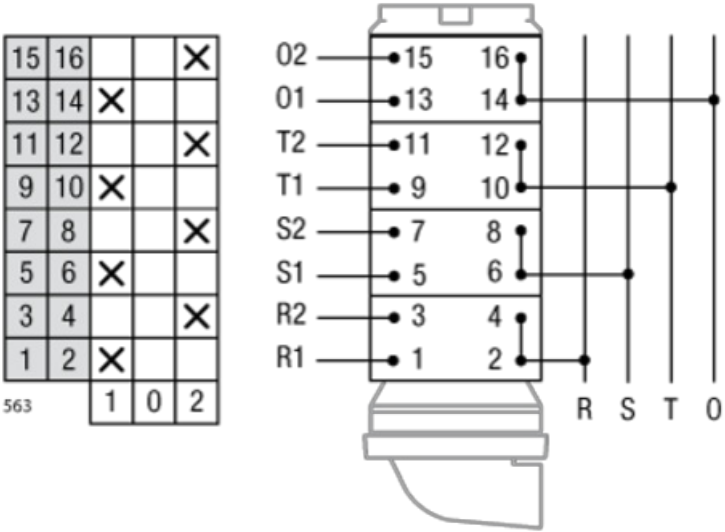 15 16 X
13 14 X
11 12 X
9 10 X
7 8 X
5 6 X
3 4 X
1 2 X
563 1 0 2
O2 15 16
O1 13 14
T2 11 12
T1 9 10
S2 7 8
S1 5 6
R2 3 4
R1 1 2
R S T O